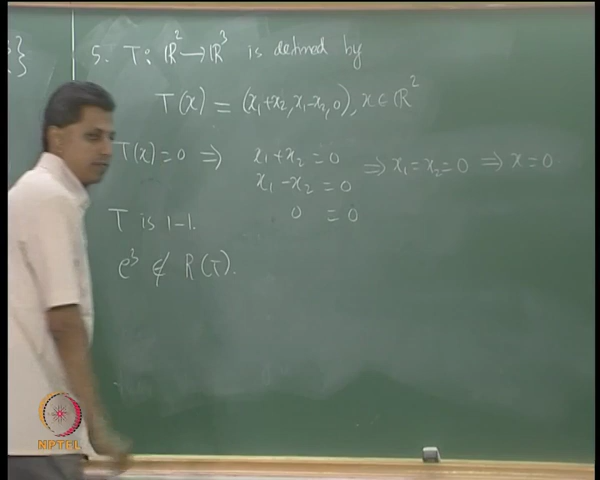 5. T: ℝ² → ℝ³ is defined by
T(x) = (x₁+x₂, x₁-x₂, 0), x ∈ ℝ²
T(x) = 0 ⇒ x₁+x₂ = 0
x₁-x₂ = 0 ⇒ x₁=x₂=0 ⇒ x=0
0 = 0
T is 1-1.
e³ ∉ R(T).
NPTEL